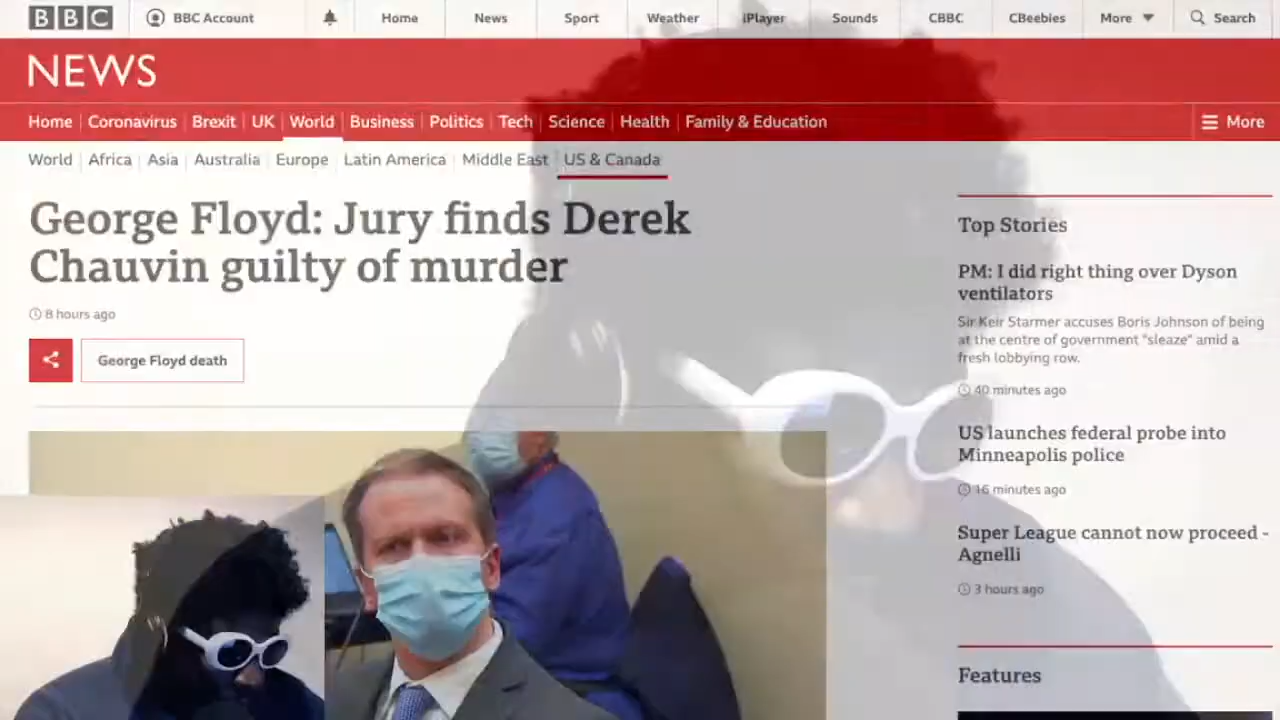 BBC BBC Account Home News Sport Weather iPlayer Sounds CBBC CBeebies More Search
NEWS
Home Coronavirus Brexit UK World Business Politics Tech Science Health Family & Education More
World Africa Asia Australia Europe Latin America Middle East US & Canada
George Floyd: Jury finds Derek
Chauvin guilty of murder
8 hours ago
George Floyd death
Top Stories
PM: I did right thing over Dyson
ventilators
Sir Keir Starmer accuses Boris Johnson of being
at the centre of government "sleaze" amid a
fresh lobbying row.
40 minutes ago
US launches federal probe into
Minneapolis police
16 minutes ago
Super League cannot now proceed -
Agnelli
3 hours ago
Features